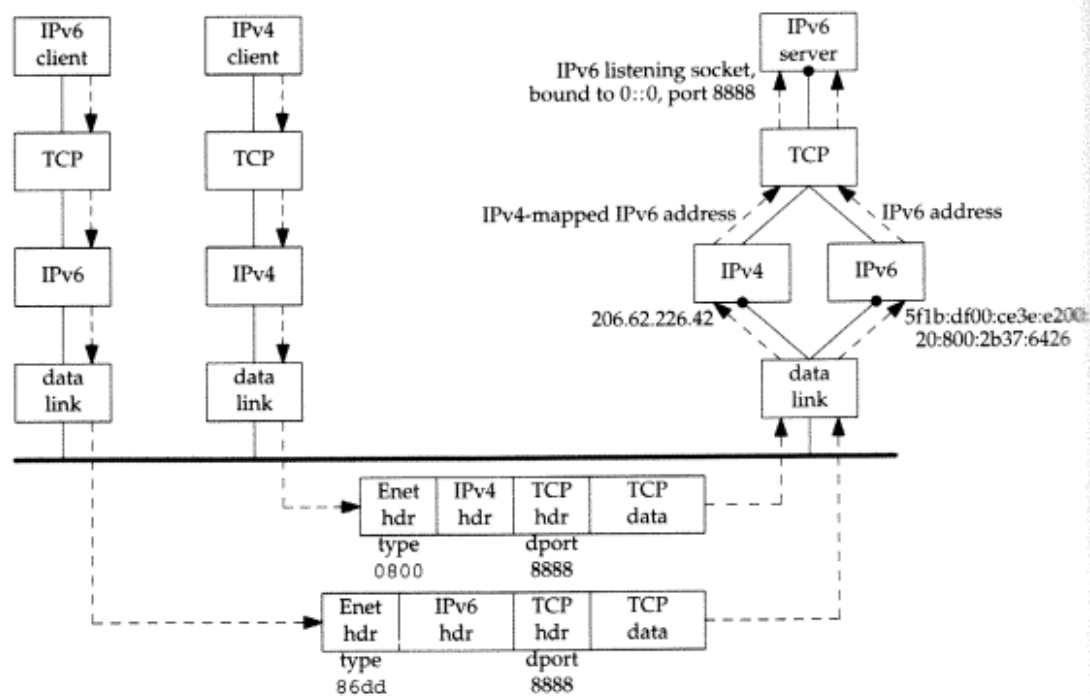 IPv6
client
IPv4
client
IPv6
server
IPv6 listening socket,
bound to 0::0, port 8888
TCP
TCP
TCP
IPv4-mapped IPv6 address
IPv6 address
IPv6
IPv4
IPv4
IPv6
206.62.226.42
5f1b:df00:ce3e:e200:
20:800:2b37:6426
data
link
data
link
data
link
Enet
hdr
IPv4
hdr
TCP
hdr
TCP
data
type
0800
dport
8888
Enet
hdr
IPv6
hdr
TCP
hdr
TCP
data
type
86dd
dport
8888